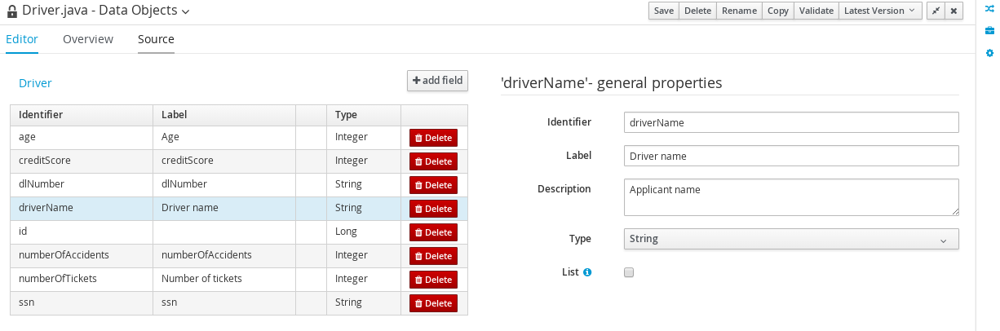 Driver.java - Data Objects
Save Delete Rename Copy Validate Latest Version
Editor Overview Source
Driver
+ add field
Identifier Label Type
age Age Integer Delete
creditScore creditScore Integer Delete
dlNumber dlNumber String Delete
driverName Driver name String Delete
id Long Delete
numberOfAccidents numberOfAccidents Integer Delete
numberOfTickets Number of tickets Integer Delete
ssn ssn String Delete
'driverName'- general properties
Identifier driverName
Label Driver name
Description Applicant name
Type String
List